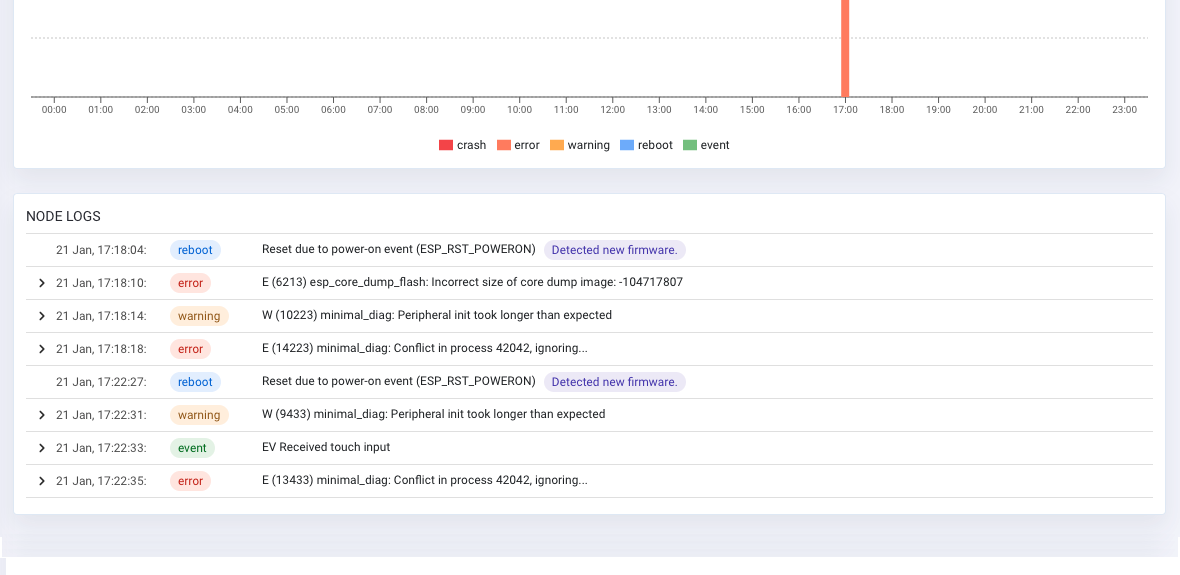 00:00 01:00 02:00 03:00 04:00 05:00 06:00 07:00 08:00 09:00 10:00 11:00 12:00 13:00 14:00 15:00 16:00 17:00 18:00 19:00 20:00 21:00 22:00 23:00
crash error warning reboot event
NODE LOGS
21 Jan, 17:18:04: reboot Reset due to power-on event (ESP_RST_POWERON) Detected new firmware.
21 Jan, 17:18:10: error E (6213) esp_core_dump_flash: Incorrect size of core dump image: -104717807
21 Jan, 17:18:14: warning W (10223) minimal_diag: Peripheral init took longer than expected
21 Jan, 17:18:18: error E (14223) minimal_diag: Conflict in process 42042, ignoring...
21 Jan, 17:22:27: reboot Reset due to power-on event (ESP_RST_POWERON) Detected new firmware.
21 Jan, 17:22:31: warning W (9433) minimal_diag: Peripheral init took longer than expected
21 Jan, 17:22:33: event EV Received touch input
21 Jan, 17:22:35: error E (13433) minimal_diag: Conflict in process 42042, ignoring...